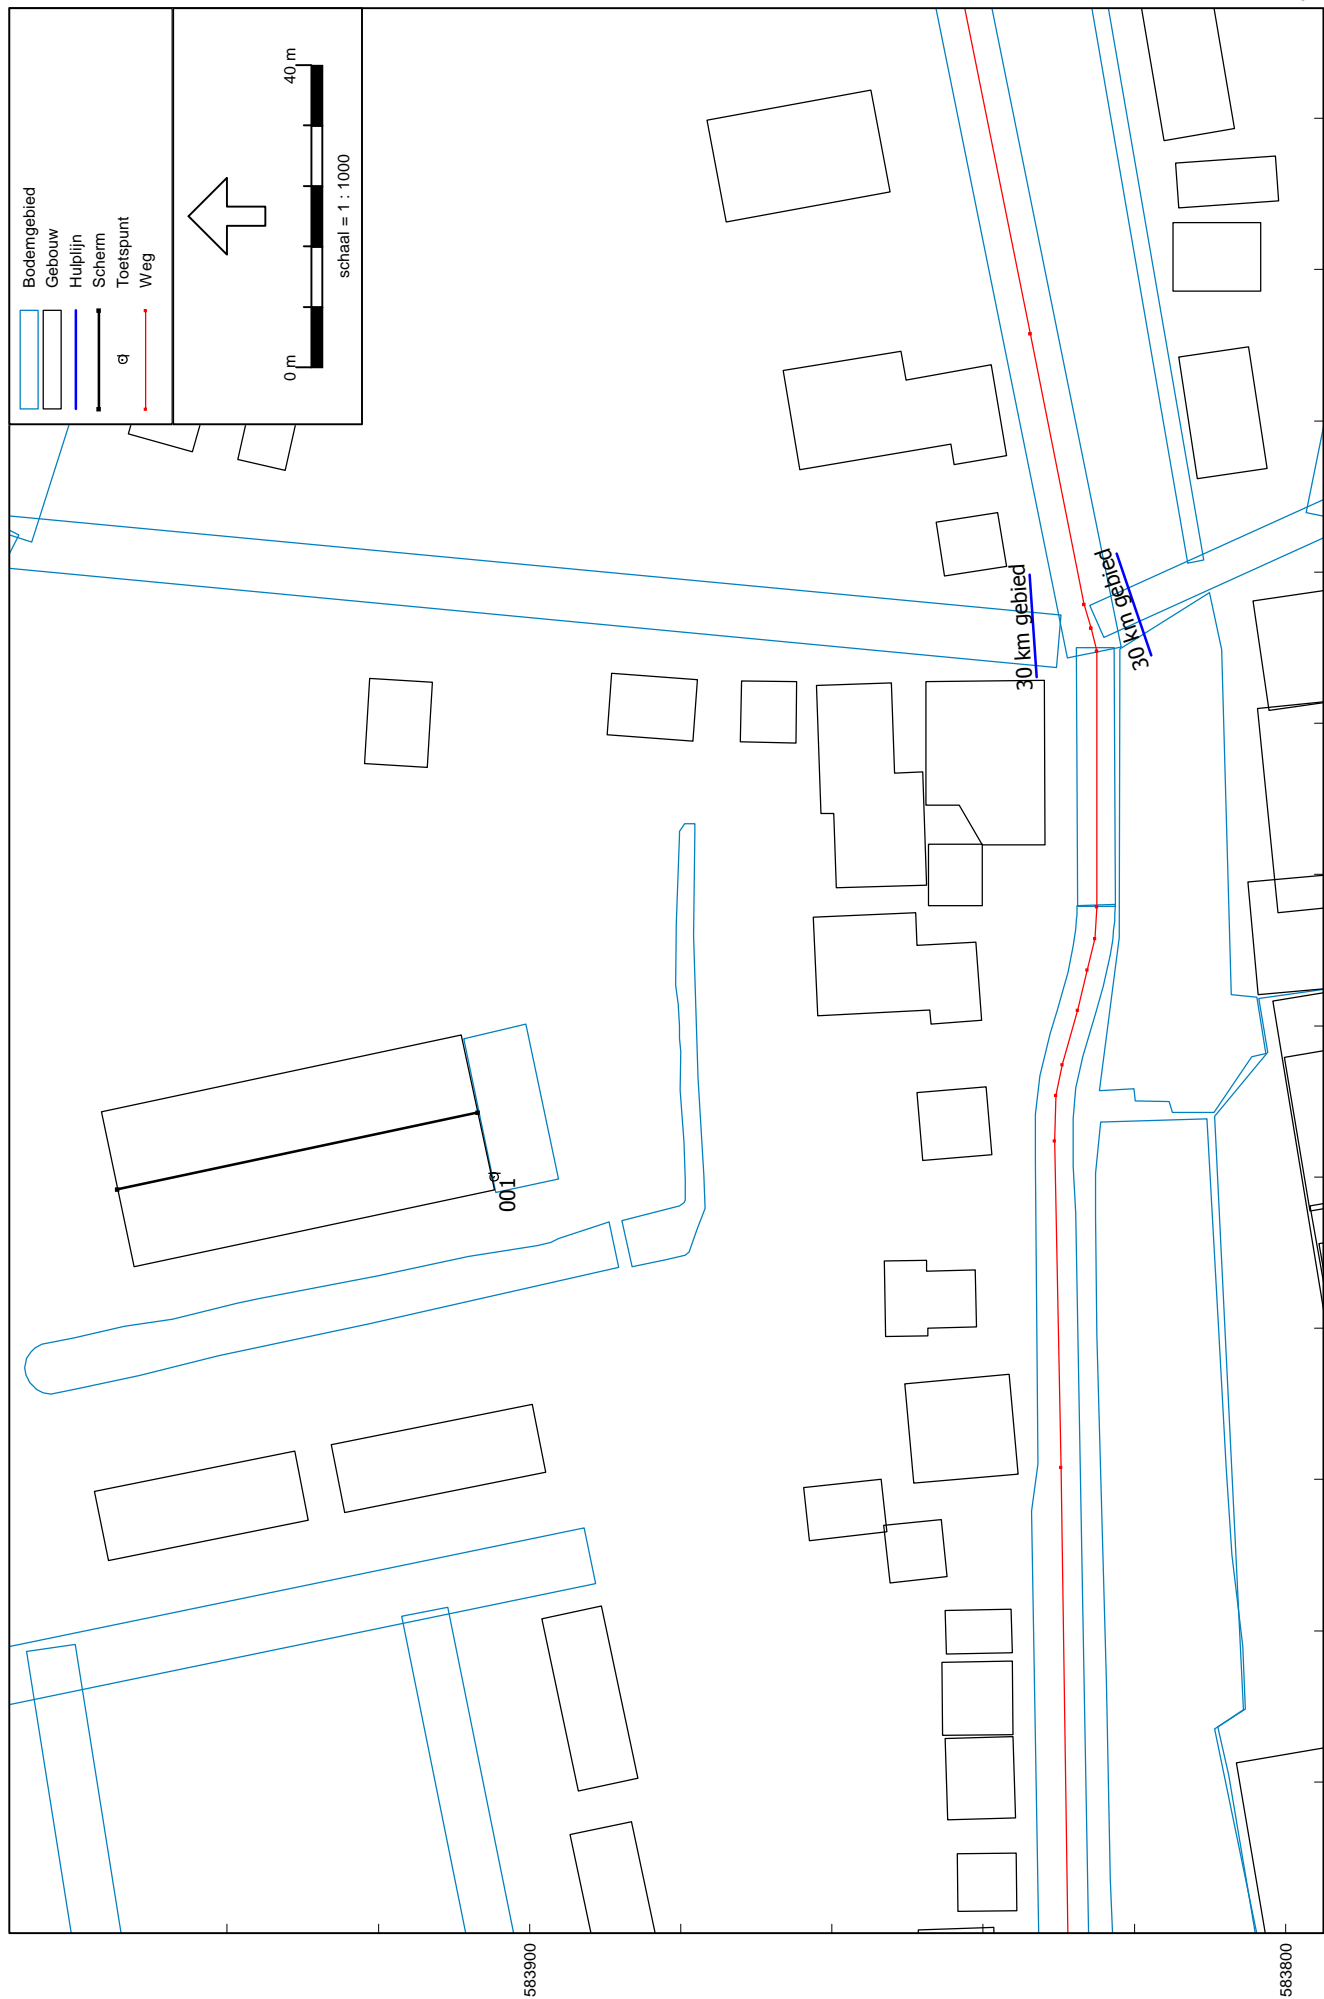 Bodemgebied
Gebouw
Hulplijn
Scherm
Toetspunt
Weg
0 m
40 m
schaal = 1 : 1000
30 km gebied
30 km gebied
001
583900
583800